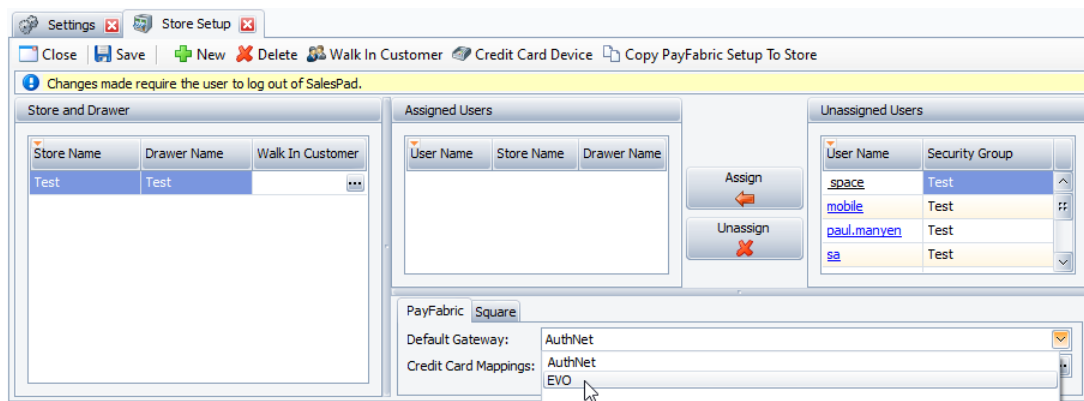 Settings Store Setup
Close Save New Delete Walk In Customer Credit Card Device Copy PayFabric Setup To Store
Changes made require the user to log out of SalesPad.
Store and Drawer
Store Name Drawer Name Walk In Customer
Test Test ...
Assigned Users
User Name Store Name Drawer Name
Assign
Unassign
Unassigned Users
User Name Security Group
space Test
mobile Test
paul.manyen Test
sa Test
PayFabric Square
Default Gateway: AuthNet
Credit Card Mappings:
AuthNet
EVO